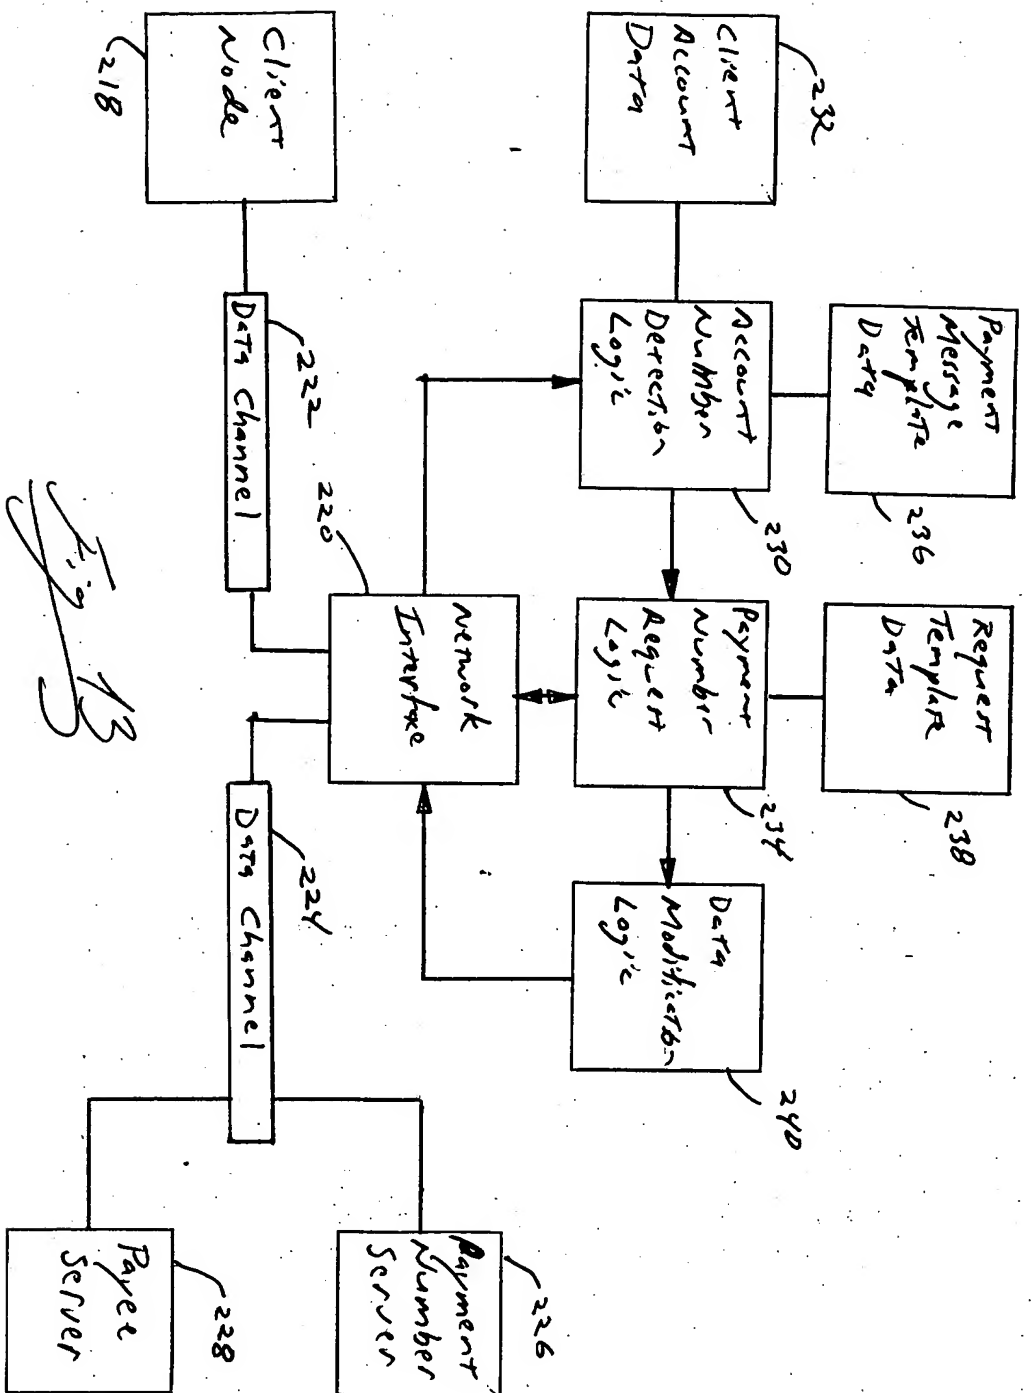 Payment
Message
Template
Data
236
Request
Template
Data
238
232
Client
Account
Data
Account
Number
Detection
Logic
230
Payment
Number
Request
Logic
234
Data
Modification
Logic
240
220
Network
Interface
226
Payment
Number
Server
Client
Node
218
222
Data Channel
224
Data Channel
228
Payee
Server
Fig 13